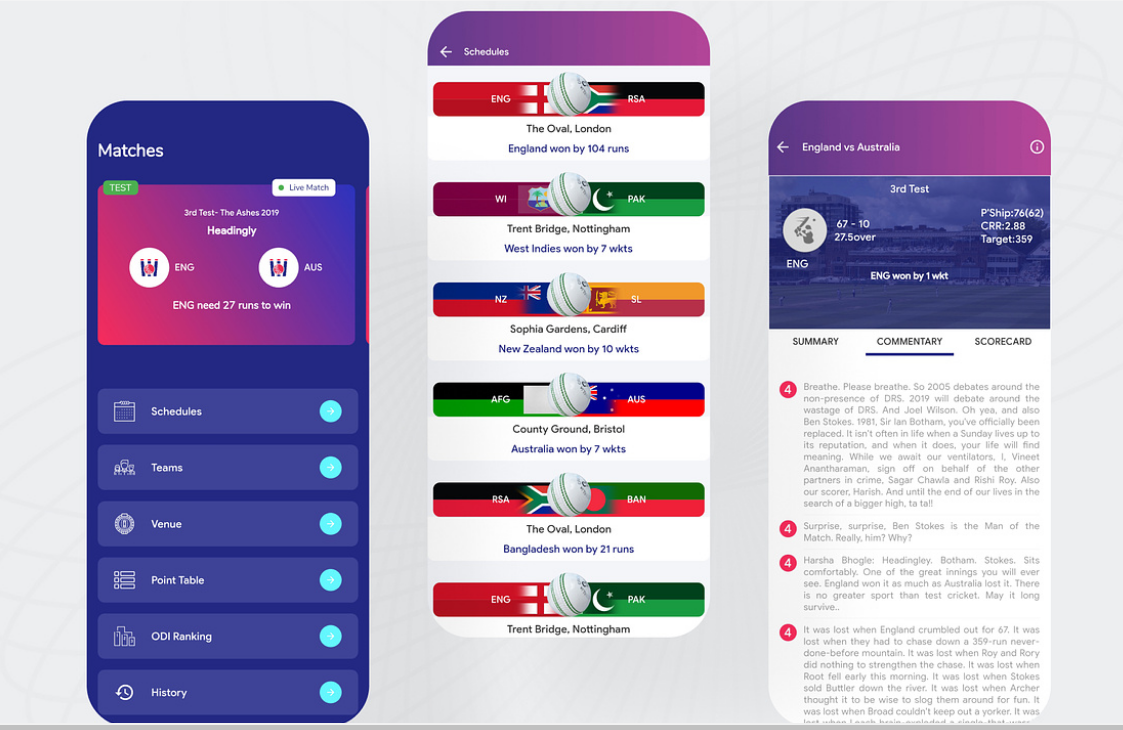 Matches
TEST
Live Match
3rd Test- The Ashes 2019
Headingly
ENG
AUS
ENG need 27 runs to win
Schedules
Teams
Venue
Point Table
ODI Ranking
History
Schedules
ENG RSA
The Oval, London
England won by 104 runs
WI PAK
Trent Bridge, Nottingham
West Indies won by 7 wkts
NZ SL
Sophia Gardens, Cardiff
New Zealand won by 10 wkts
AFG AUS
County Ground, Bristol
Australia won by 7 wkts
RSA BAN
The Oval, London
Bangladesh won by 21 runs
ENG PAK
Trent Bridge, Nottingham
England vs Australia
3rd Test
67 - 10
27.5over
ENG
P'Ship:76(62)
CRR:2.88
Target:359
ENG won by 1 wkt
SUMMARY COMMENTARY SCORECARD
4 Breathe. Please breathe. So 2005 debates around the
non-presence of DRS. 2019 will debate around the
wastage of DRS. And Joel Wilson. Oh yea, and also
Ben Stokes. 1981, Sir Ian Botham, you've officially been
replaced. It isn't often in life when a Sunday lives up to
its reputation, and when it does, your life will find
meaning. While we await our ventilators, I, Vineet
Anantharaman, sign off on behalf of the other
partners in crime, Sagar Chawla and Rishi Roy. Also
our scorer, Harish. And until the end of our lives in the
search of a bigger high, ta ta!!
4 Surprise, surprise, Ben Stokes is the Man of the
Match. Really, him? Why?
4 Harsha Bhogle: Headingley. Botham. Stokes. Sits
comfortably. One of the great innings you will ever
see. England won it as much as Australia lost it. There
is no greater sport than test cricket. May it long
survive..
4 It was lost when England crumbled out for 67. It was
lost when they had to chase down a 359-run never-
done-before mountain. It was lost when Roy and Rory
did nothing to strengthen the chase. It was lost when
Root fell early this morning. It was lost when Stokes
sold Buttler down the river. It was lost when Archer
thought it to be wise to slog them around for fun. It
was lost when Broad couldn't keep out a yorker. It was
lost when Leach brain-exploded a single that was